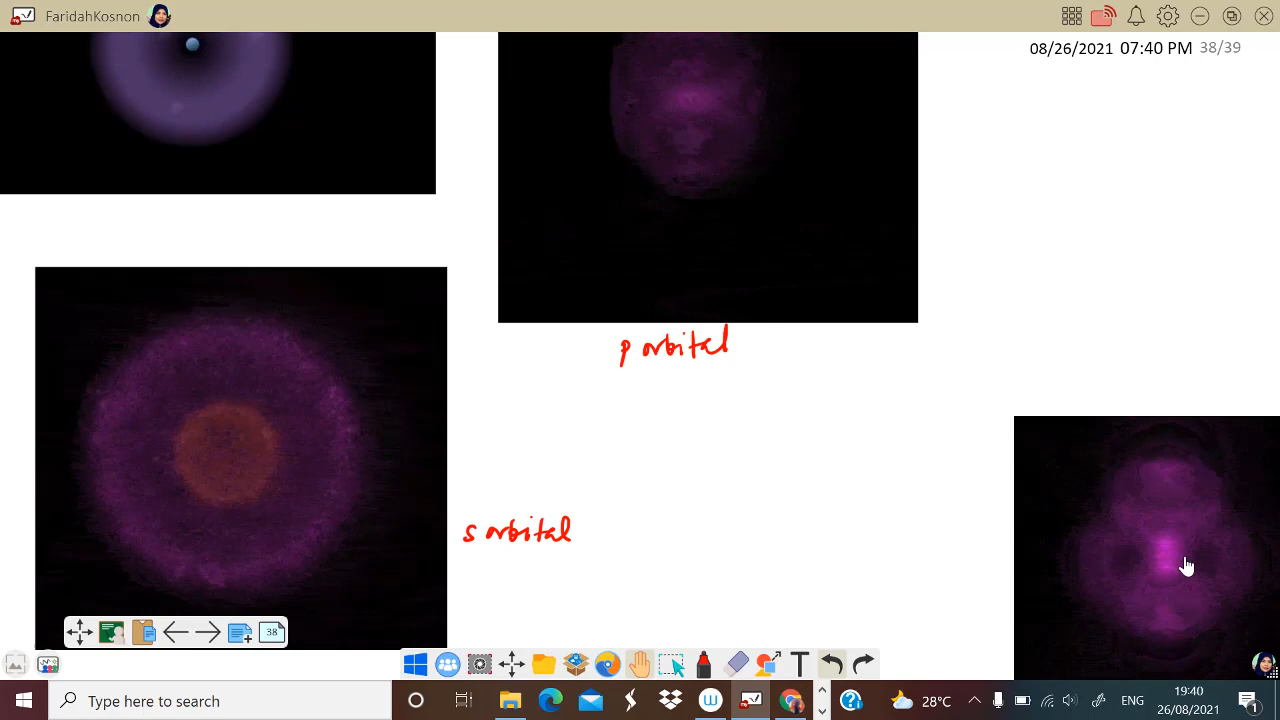 FaridahKosnon
08/26/2021 07:40 PM 38/39
p orbital
s orbital
38
T
Type here to search
W
28°C
ENG
19:40
26/08/2021
1